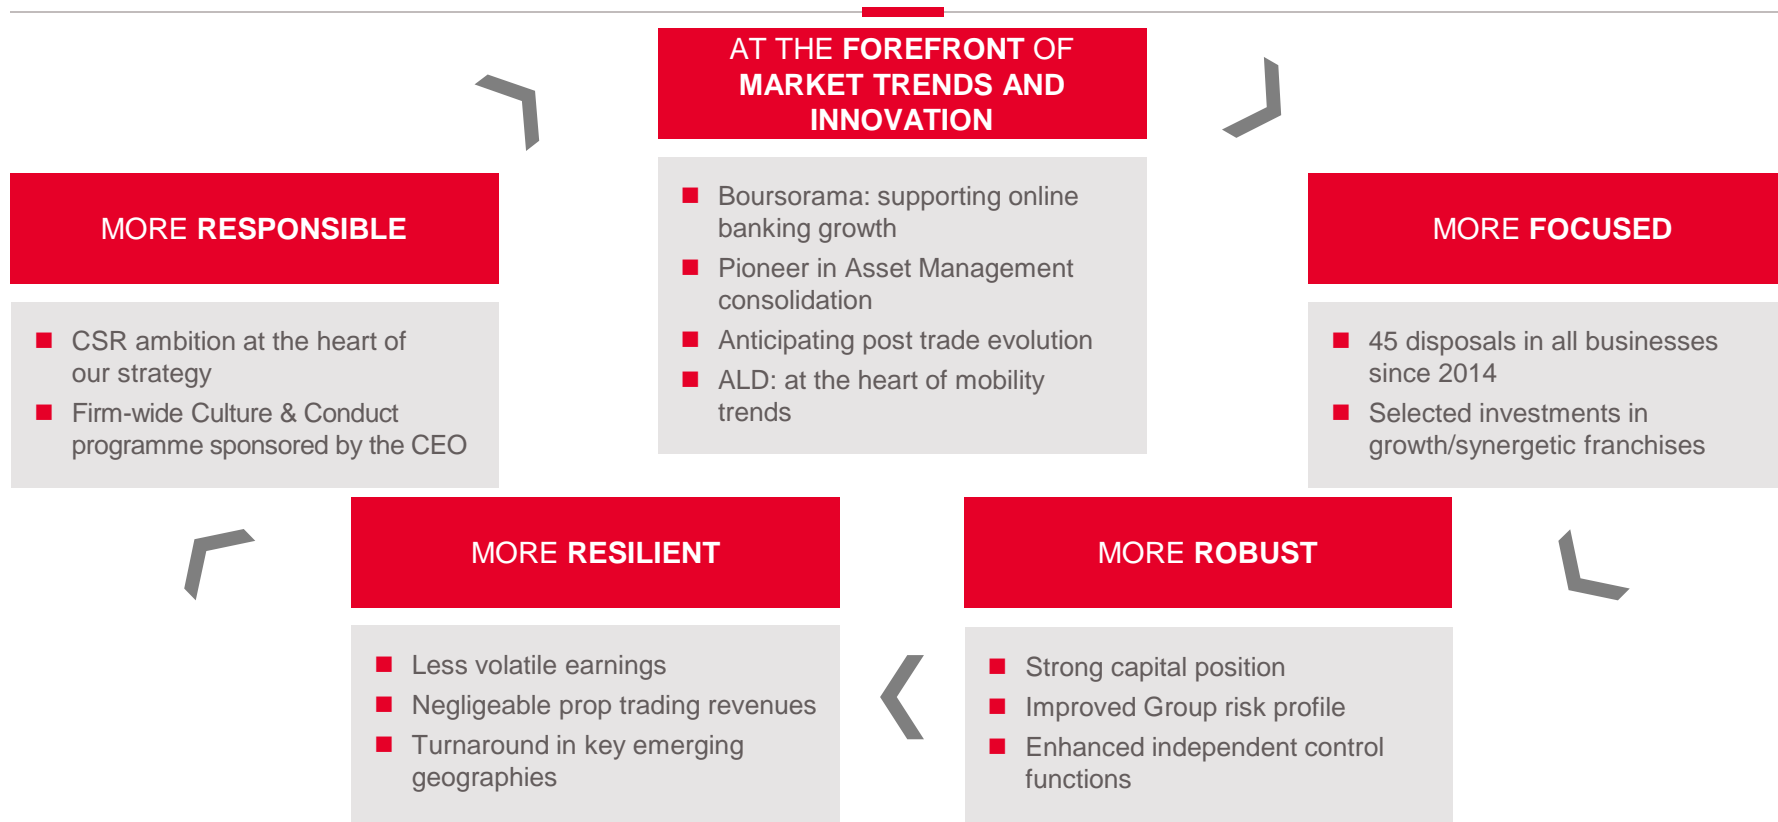 AT THE FOREFRONT OF
MARKET TRENDS AND
INNOVATION
Boursorama: supporting online
banking growth
Pioneer in Asset Management
consolidation
Anticipating post trade evolution
ALD: at the heart of mobility
trends
MORE FOCUSED
45 disposals in all businesses
since 2014
Selected investments in
growth/synergetic franchises
MORE ROBUST
Strong capital position
Improved Group risk profile
Enhanced independent control
functions
MORE RESILIENT
Less volatile earnings
Negligeable prop trading revenues
Turnaround in key emerging
geographies
MORE RESPONSIBLE
CSR ambition at the heart of
our strategy
Firm-wide Culture & Conduct
programme sponsored by the CEO